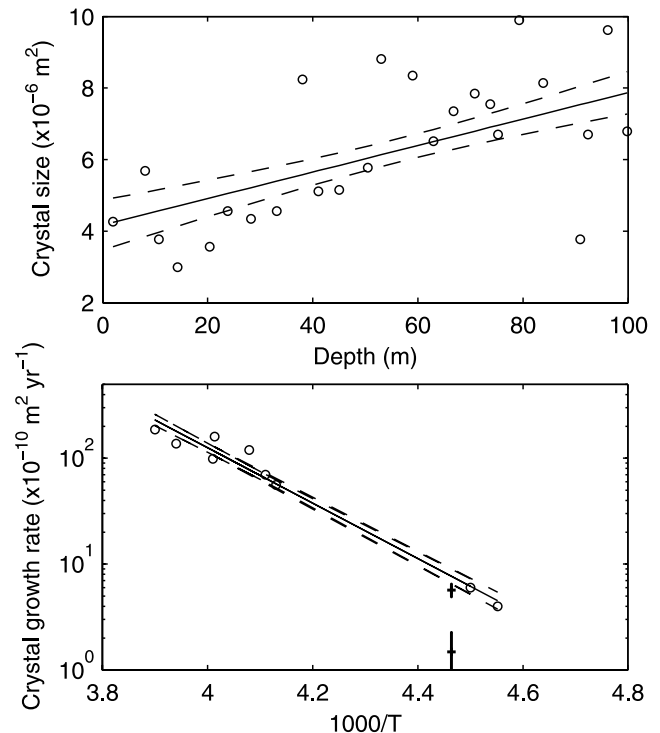 10
8
6
4
2
Crystal size (x10⁻⁶ m²)
0 20 40 60 80 100
Depth (m)
10²
10¹
10⁰
Crystal growth rate (x10⁻¹⁰ m² yr⁻¹)
3.8 4 4.2 4.4 4.6 4.8
1000/T